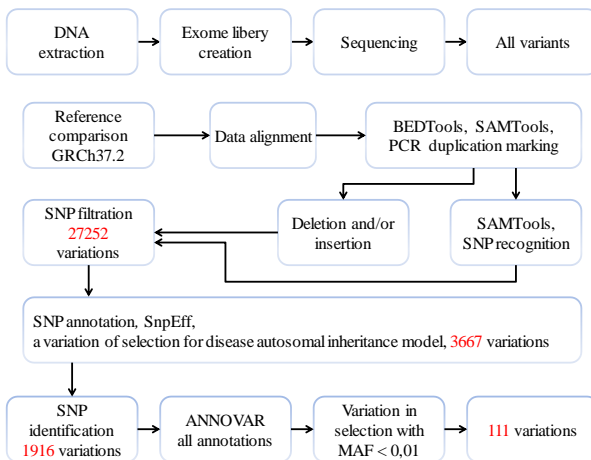 DNA
extraction
Exome libery
creation
Sequencing
All variants
Reference
comparison
GRCh37.2
Data alignment
BEDTools, SAMTools,
PCR duplication marking
SNP filtration
27252
variations
Deletion and/or
insertion
SAMTools,
SNP recognition
SNP annotation, SnpEff,
a variation of selection for disease autosomal inheritance model, 3667 variations
SNP
identification
1916 variations
ANNOVAR
all annotations
Variation in
selection with
MAF < 0,01
111 variations